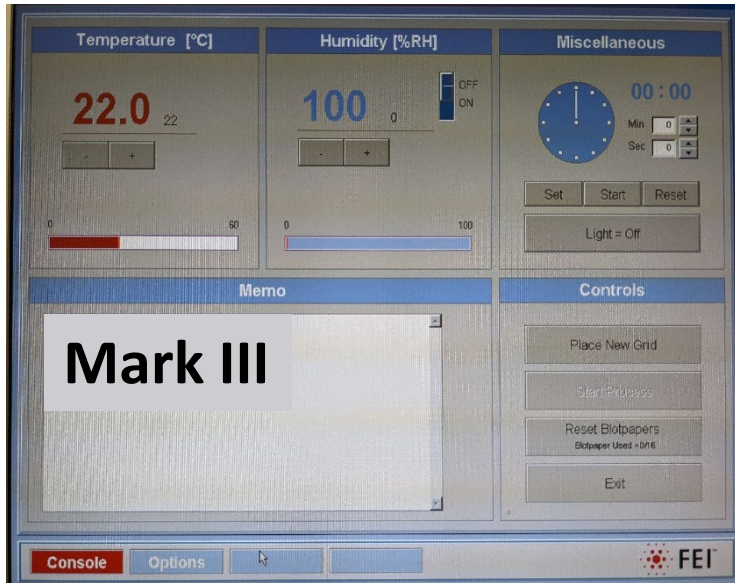 Temperature [°C]
22.0 22
- +
0 60
Humidity [%RH]
100 0
OFF
ON
- +
0 100
Miscellaneous
00 : 00
Min 0
Sec 0
Set Start Reset
Light = Off
Memo
Mark III
Controls
Place New Grid
Start Process
Reset Blotpapers
Blotpaper Used =0/16
Exit
Console Options
FEI™